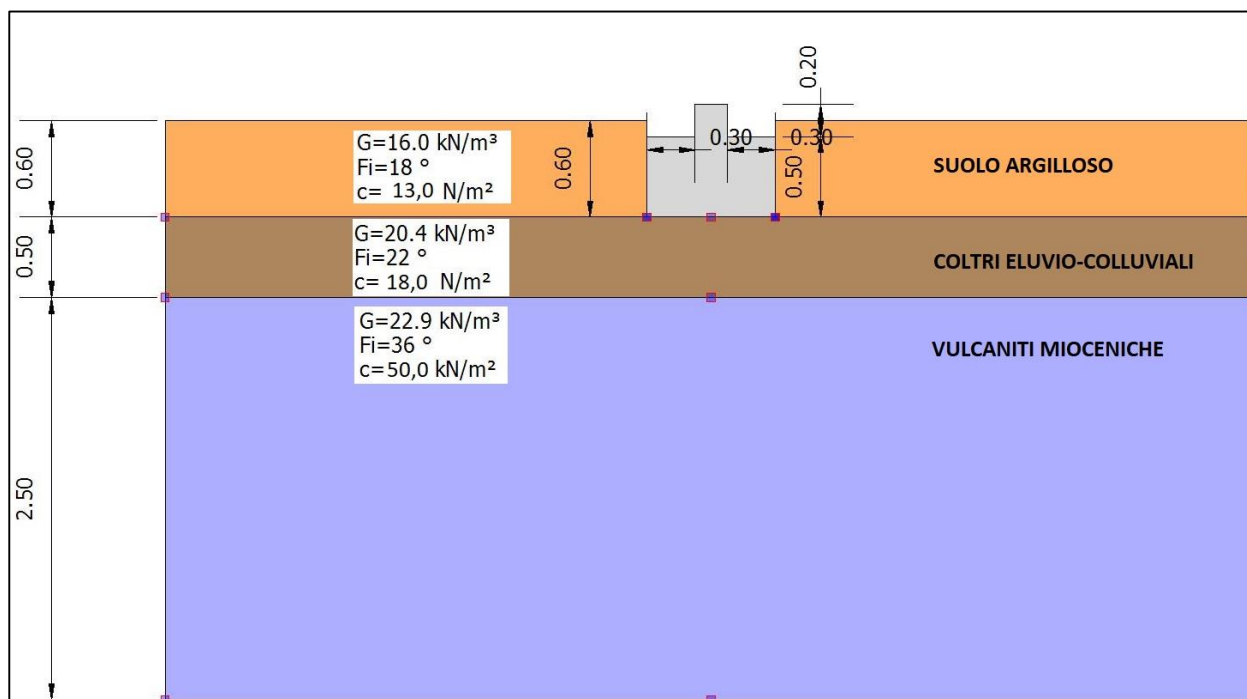 0.20
G=16.0 kN/m³
Fi=18 °
c= 13,0 N/m²
0.60
0.60
0.30
0.30
0.50
SUOLO ARGILLOSO
0.50
G=20.4 kN/m³
Fi=22 °
c= 18,0 N/m²
COLTRI ELUVIO-COLLUVIALI
G=22.9 kN/m³
Fi=36 °
c=50,0 kN/m²
VULCANITI MIOCENICHE
2.50